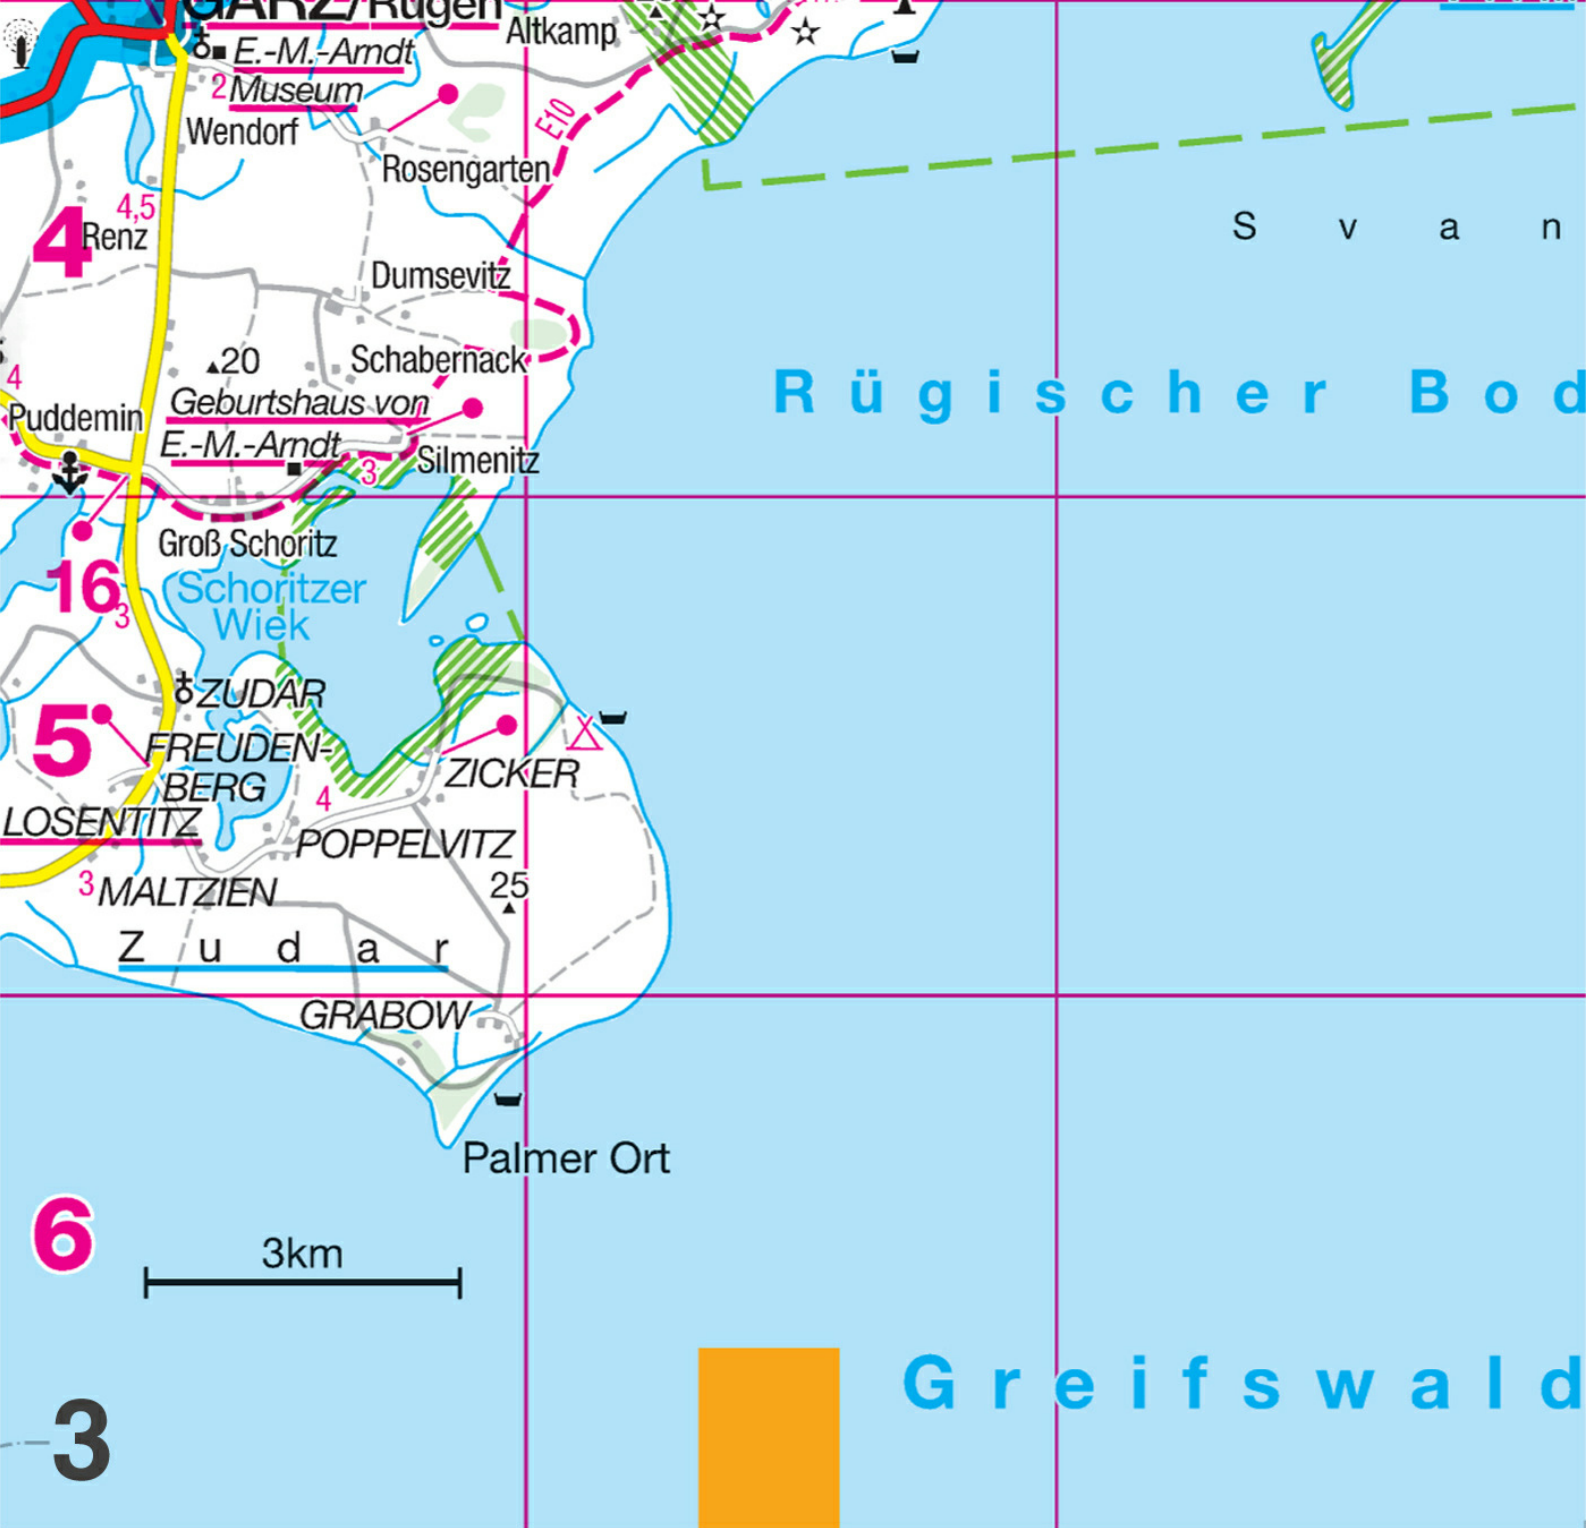 GARZ/Rügen
Altkamp
E.-M.-Arndt
2
Museum
Wendorf
E10
Rosengarten
4,5
4
Renz
S v a n
Dumsevitz
20
Schabernack
4
Rügischer Bod
Geburtshaus von
Puddemin
E.-M.-Arndt
3
Silmenitz
Groß Schoritz
16
3
Schoritzer
Wiek
ZUDAR
5
FREUDEN-
BERG
ZICKER
4
LOSENTITZ
POPPELVITZ
3
MALTZIEN
25
Zudar
GRABOW
Palmer Ort
6
3km
Greifswald
3